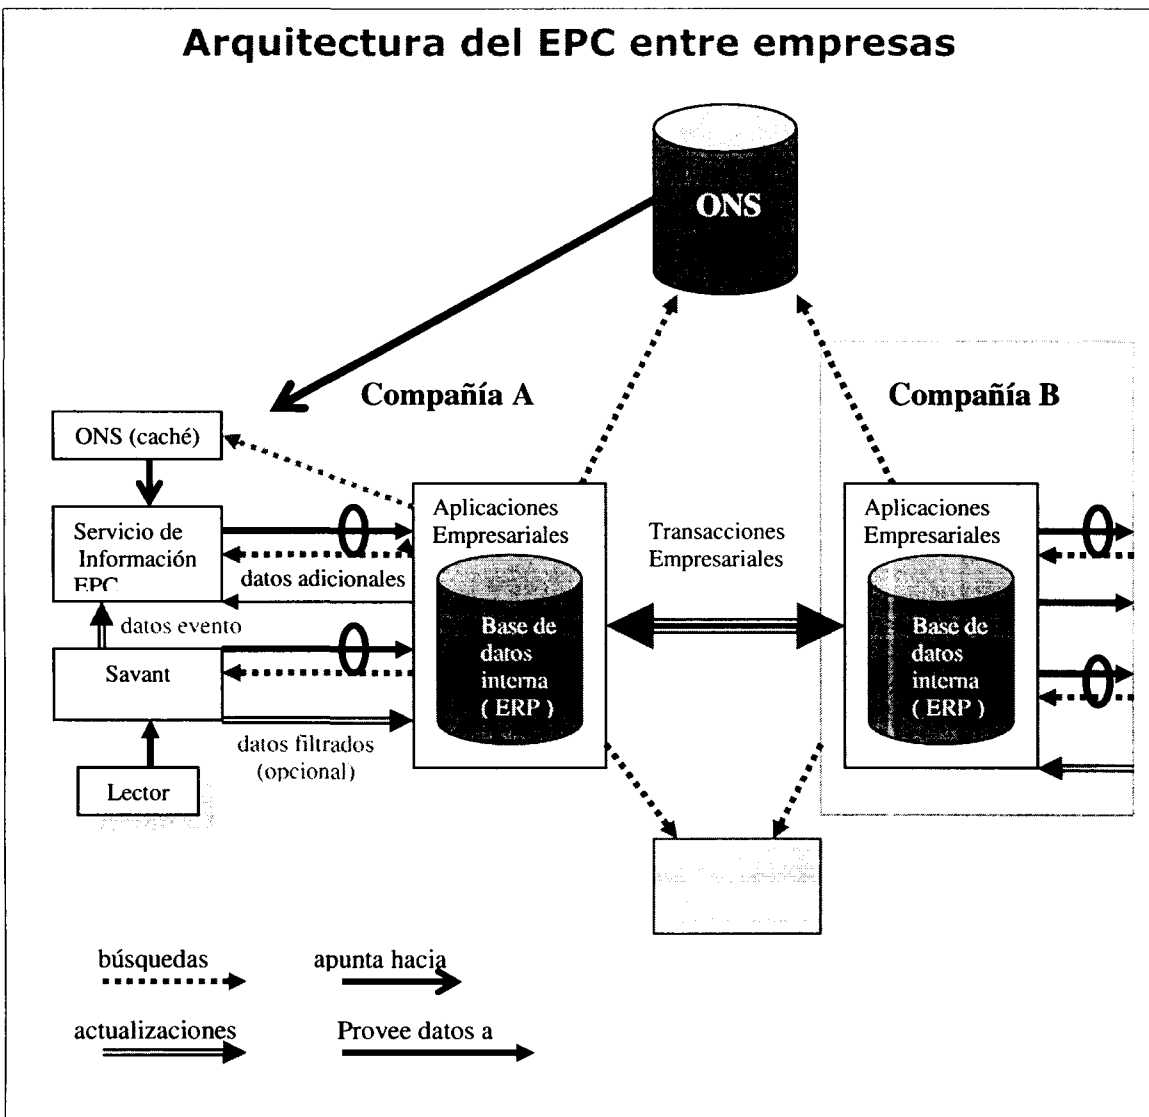 Arquitectura del EPC entre empresas
ONS
Compañía A
Compañía B
ONS (caché)
Servicio de
Información
EPC
datos adicionales
datos evento
Savant
datos filtrados
(opcional)
Lector
Aplicaciones
Empresariales
Base de
datos
interna
( ERP )
Transacciones
Empresariales
Aplicaciones
Empresariales
Base de
datos
interna
( ERP )
búsquedas
apunta hacia
actualizaciones
Provee datos a